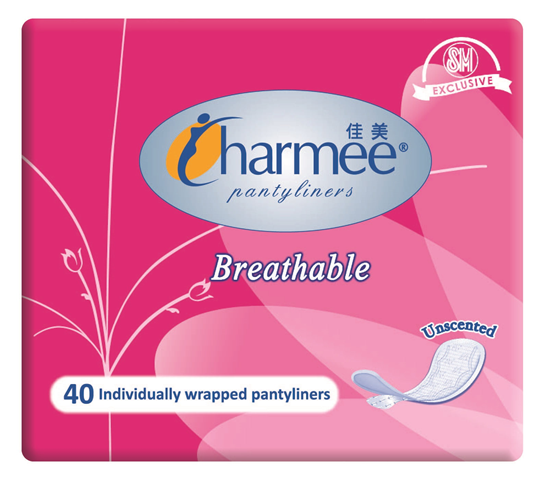 SM
EXCLUSIVE
佳美
Charmee®
pantyliners
Breathable
Unscented
40 Individually wrapped pantyliners